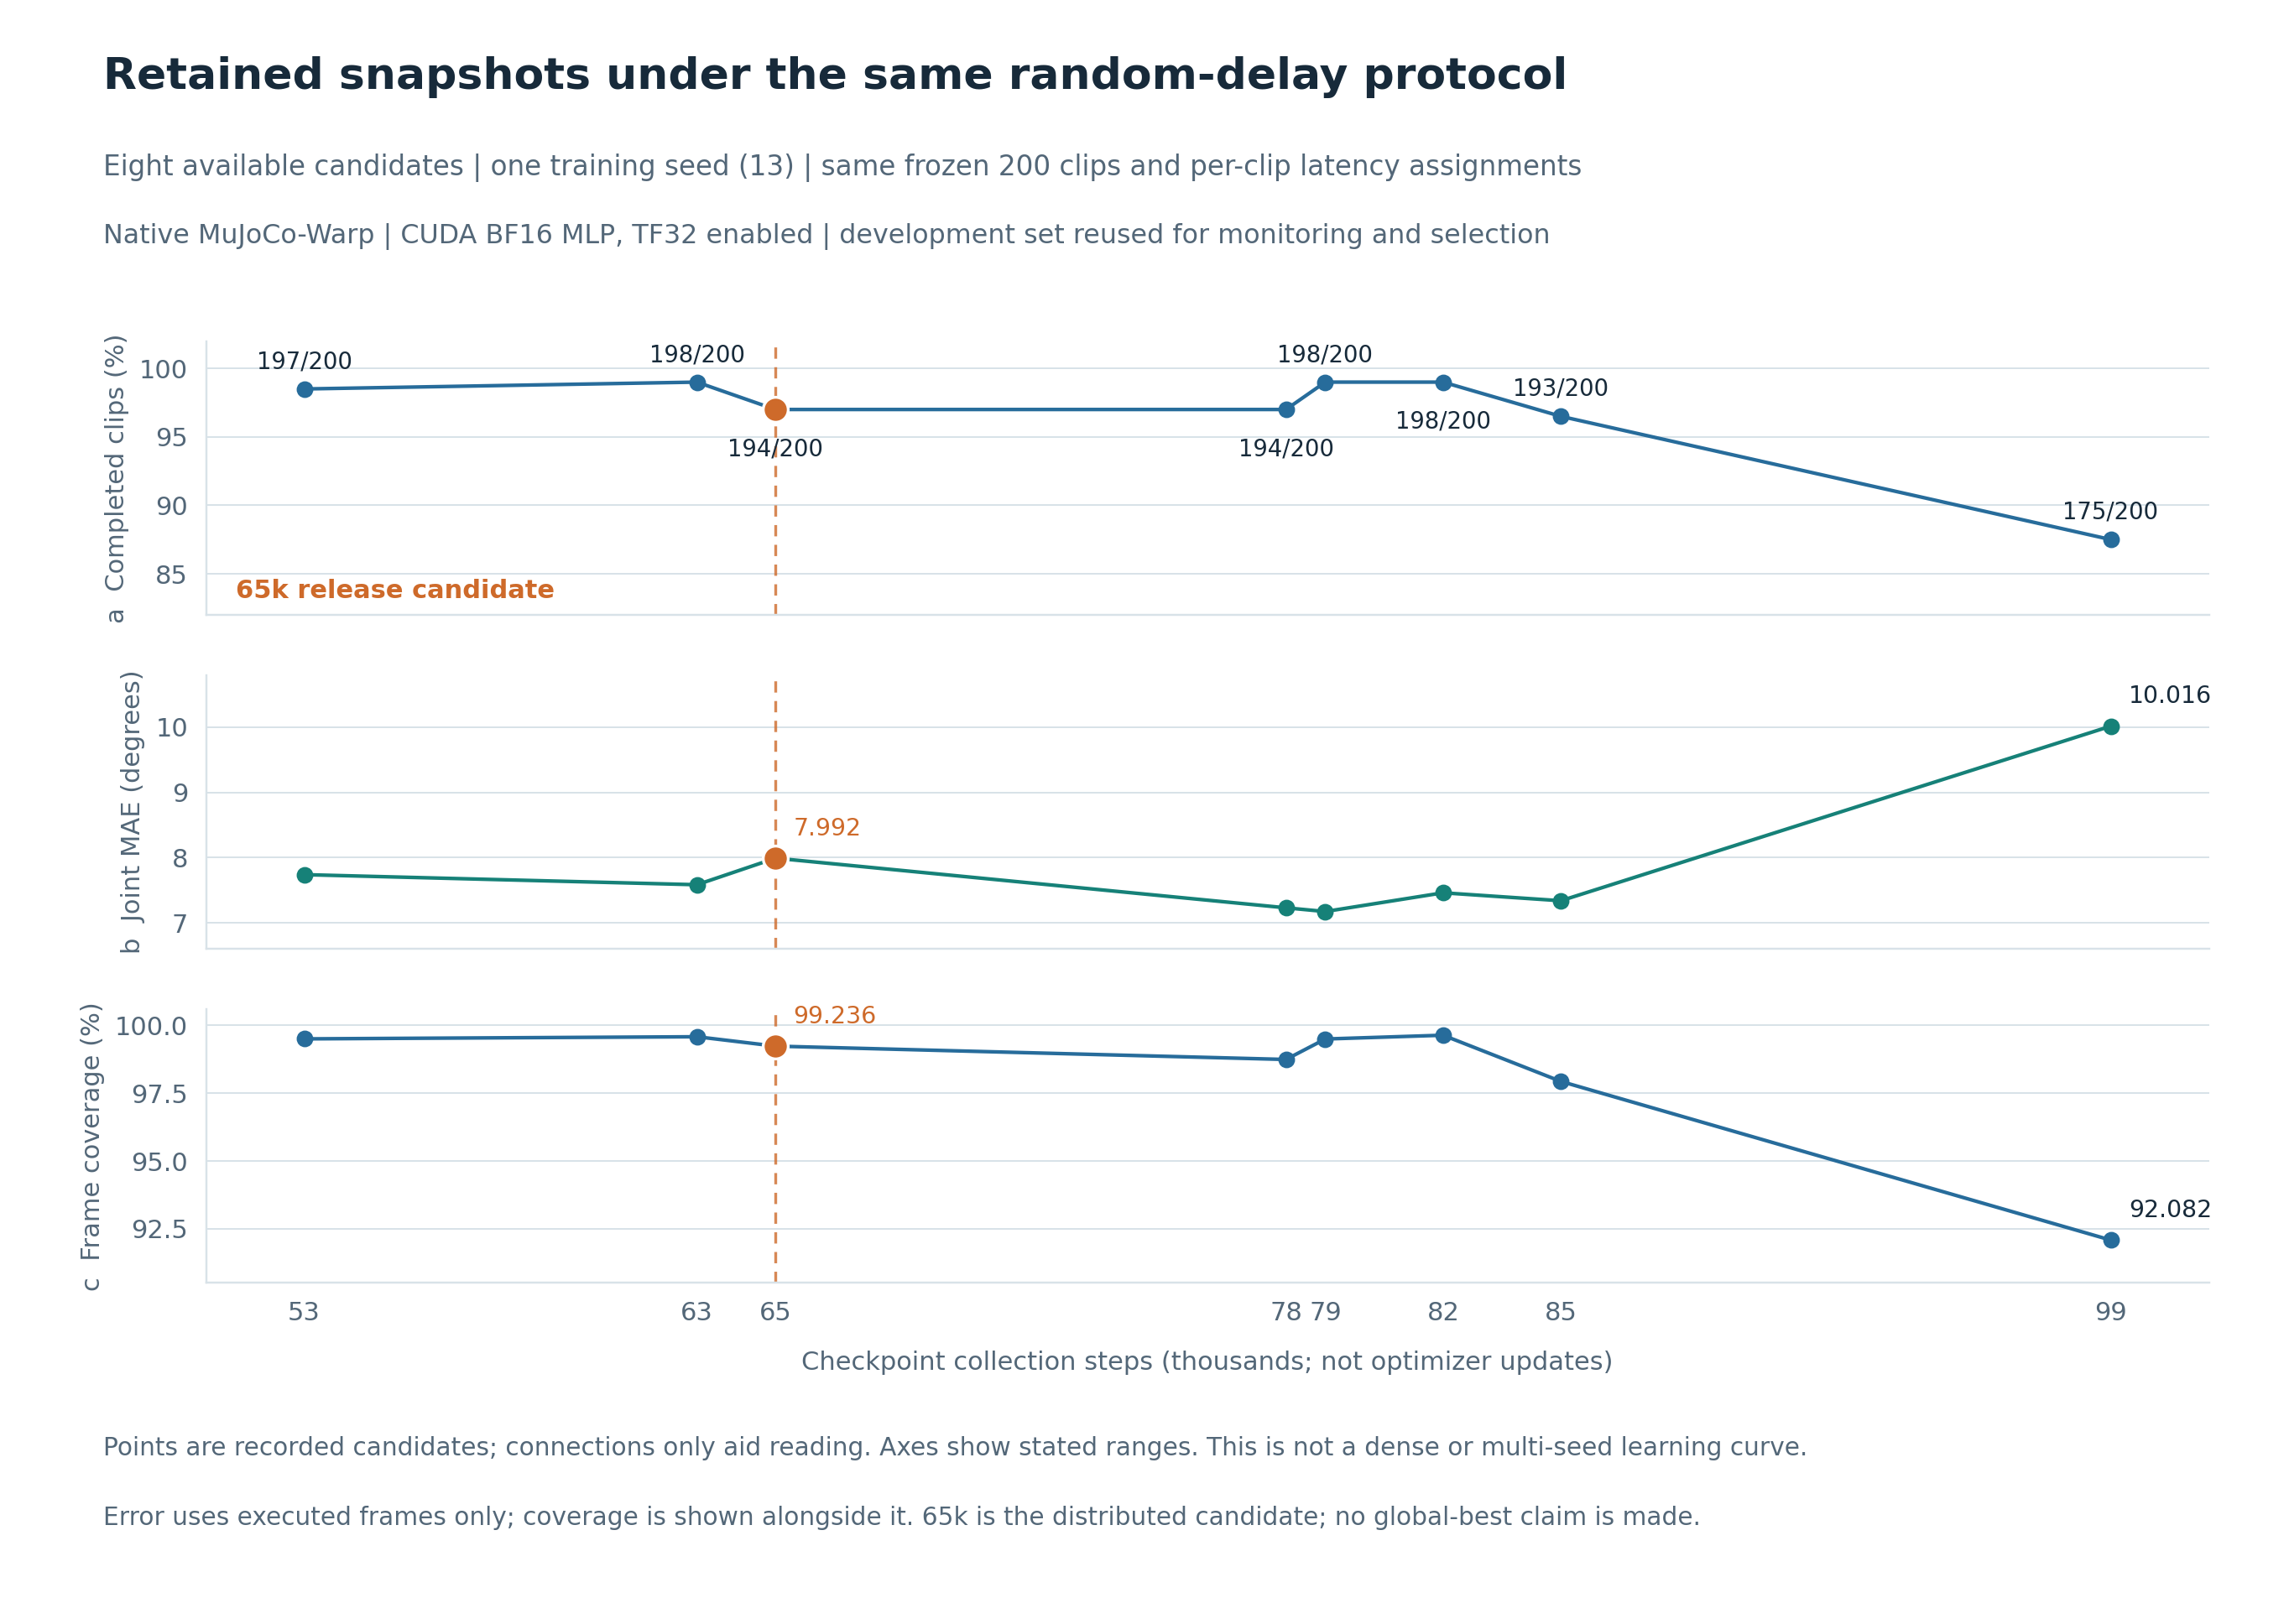 Retained snapshots under the same random-delay protocol
Eight available candidates | one training seed (13) | same frozen 200 clips and per-clip latency assignments
Native MuJoCo-Warp | CUDA BF16 MLP, TF32 enabled | development set reused for monitoring and selection
a Completed clips (%)
100
95
90
85
197/200
198/200
194/200
194/200
198/200
198/200
193/200
175/200
65k release candidate
b Joint MAE (degrees)
10
9
8
7
7.992
10.016
c Frame coverage (%)
100.0
97.5
95.0
92.5
99.236
92.082
53 63 65 78 79 82 85 99
Checkpoint collection steps (thousands; not optimizer updates)
Points are recorded candidates; connections only aid reading. Axes show stated ranges. This is not a dense or multi-seed learning curve.
Error uses executed frames only; coverage is shown alongside it. 65k is the distributed candidate; no global-best claim is made.